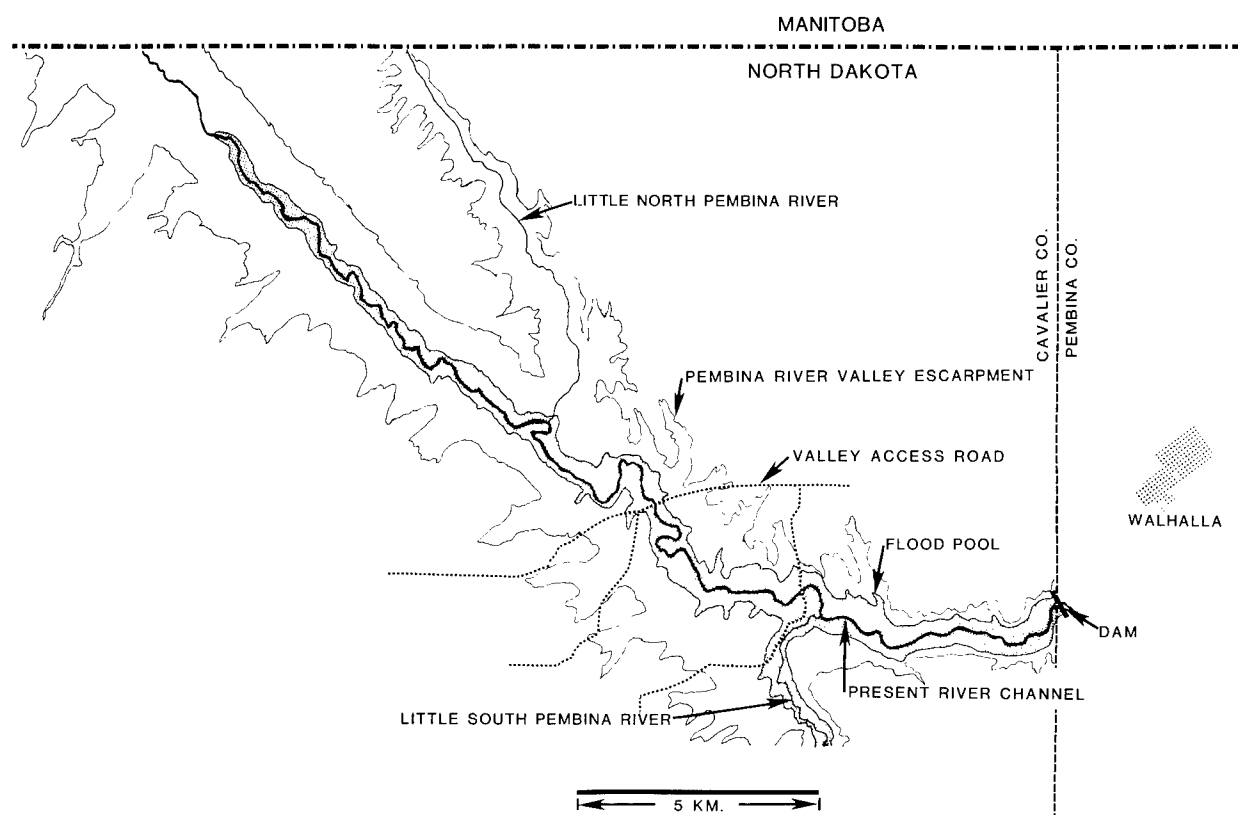 MANITOBA
NORTH DAKOTA
LITTLE NORTH PEMBINA RIVER
CAVALIER CO.
PEMBINA CO.
PEMBINA RIVER VALLEY ESCARPMENT
VALLEY ACCESS ROAD
WALHALLA
FLOOD POOL
DAM
PRESENT RIVER CHANNEL
LITTLE SOUTH PEMBINA RIVER
5 KM.